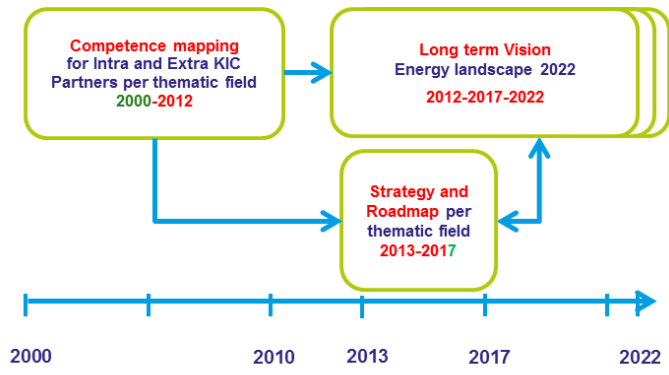 Competence mapping
for Intra and Extra KIC
Partners per thematic field
2000-2012
Long term Vision
Energy landscape 2022
2012-2017-2022
Strategy and
Roadmap per
thematic field
2013-2017
2000
2010
2013
2017
2022